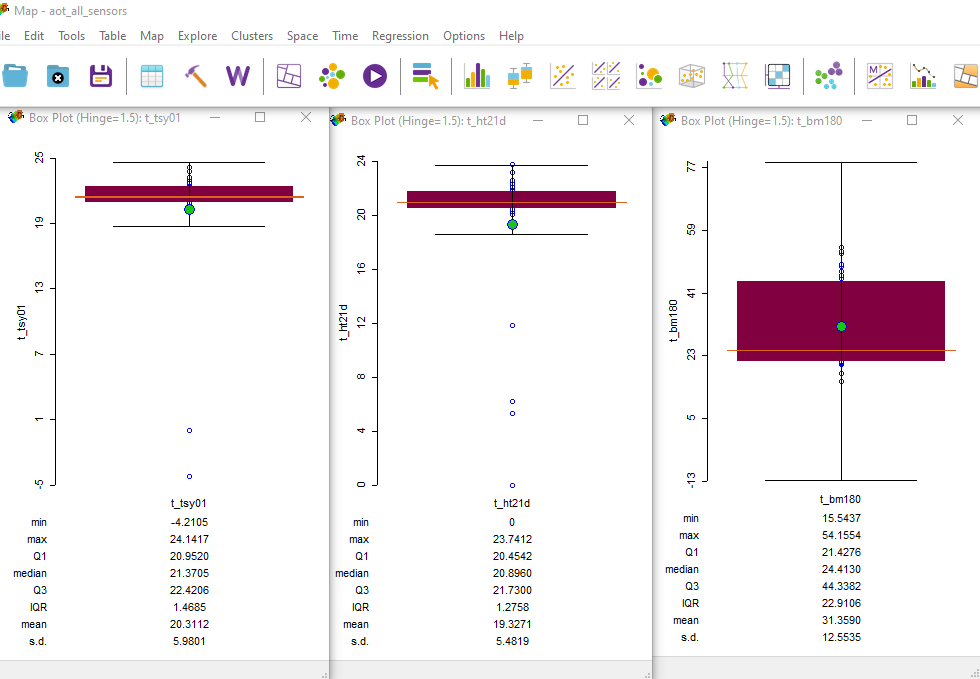 Map - aot_all_sensors
ile Edit Tools Table Map Explore Clusters Space Time Regression Options Help
Box Plot (Hinge=1.5): t_tsy01
25
19
13
7
1
-5
t_tsy01
t_tsy01
min -4.2105
max 24.1417
Q1 20.9520
median 21.3705
Q3 22.4206
IQR 1.4685
mean 20.3112
s.d. 5.9801
Box Plot (Hinge=1.5): t_ht21d
24
20
16
12
8
4
0
t_ht21d
t_ht21d
min 0
max 23.7412
Q1 20.4542
median 20.8960
Q3 21.7300
IQR 1.2758
mean 19.3271
s.d. 5.4819
Box Plot (Hinge=1.5): t_bm180
77
59
41
23
5
-13
t_bm180
t_bm180
min 15.5437
max 54.1554
Q1 21.4276
median 24.4130
Q3 44.3382
IQR 22.9106
mean 31.3590
s.d. 12.5535